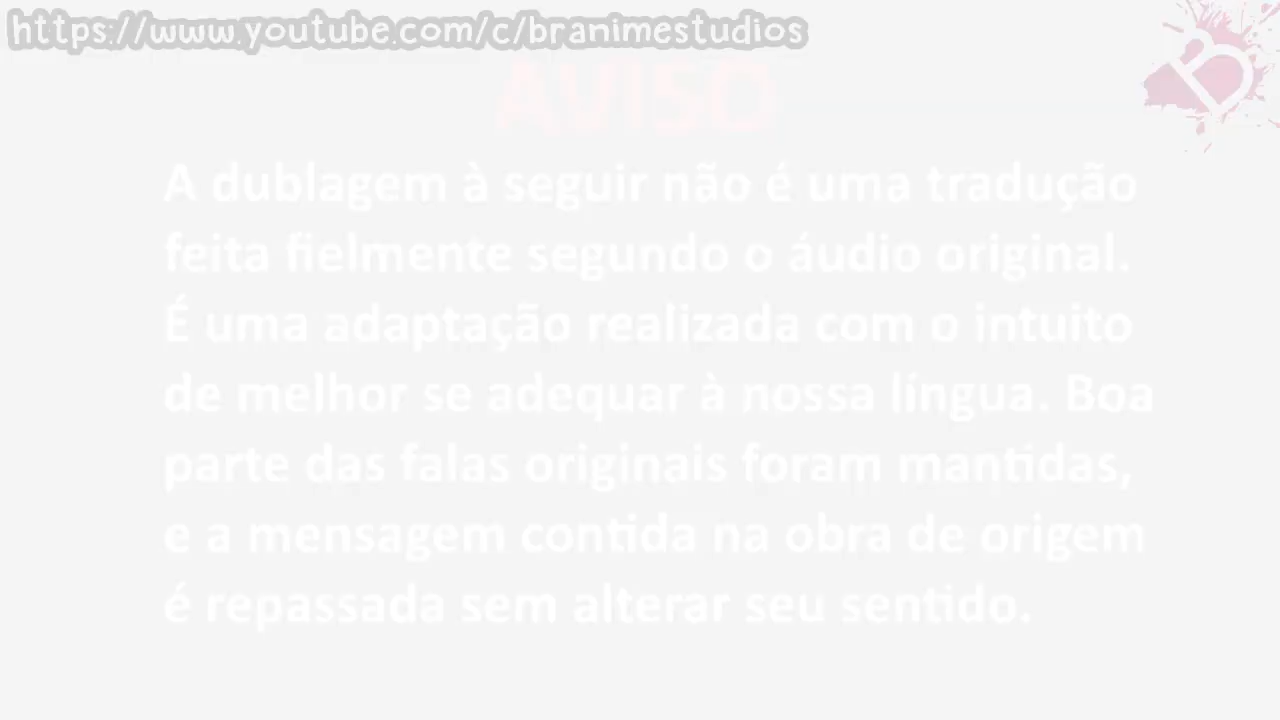 https://www.youtube.com/c/branimestudios
AVISO
A dublagem à seguir não é uma tradução
feita fielmente segundo o áudio original.
É uma adaptação realizada com o intuito
de melhor se adequar à nossa língua. Boa
parte das falas originais foram mantidas,
e a mensagem contida na obra de origem
é repassada sem alterar seu sentido.